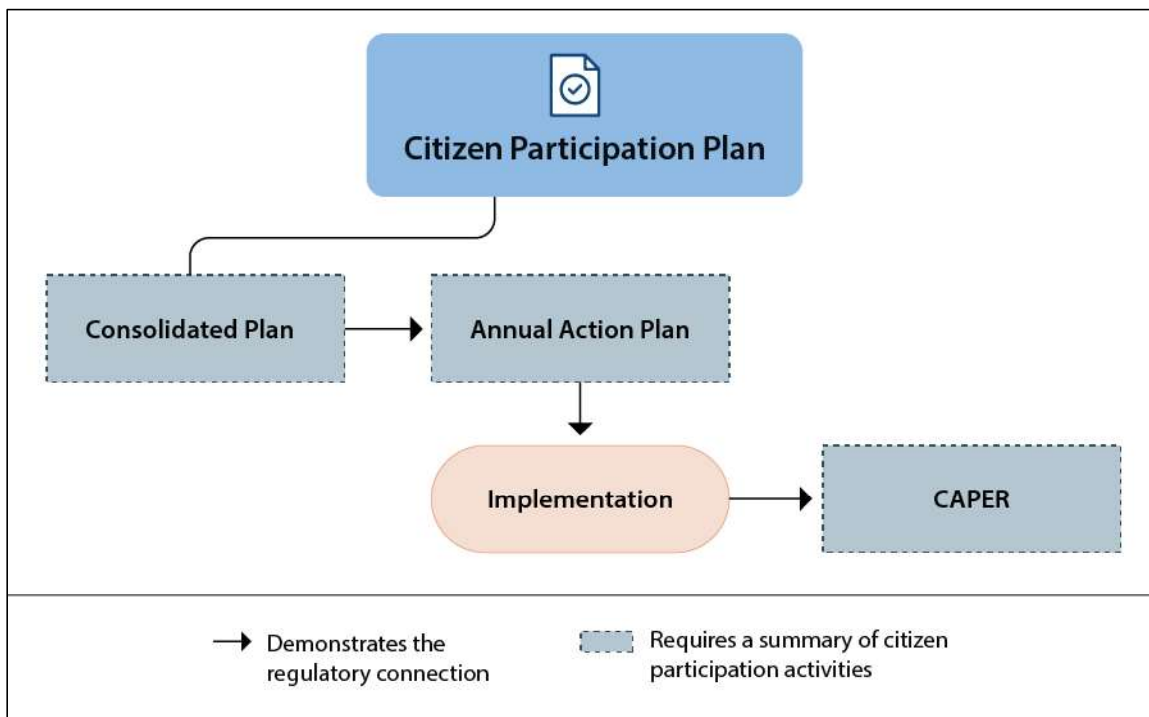 Citizen Participation Plan
Consolidated Plan
Annual Action Plan
Implementation
CAPER
Demonstrates the
regulatory connection
Requires a summary of citizen
participation activities